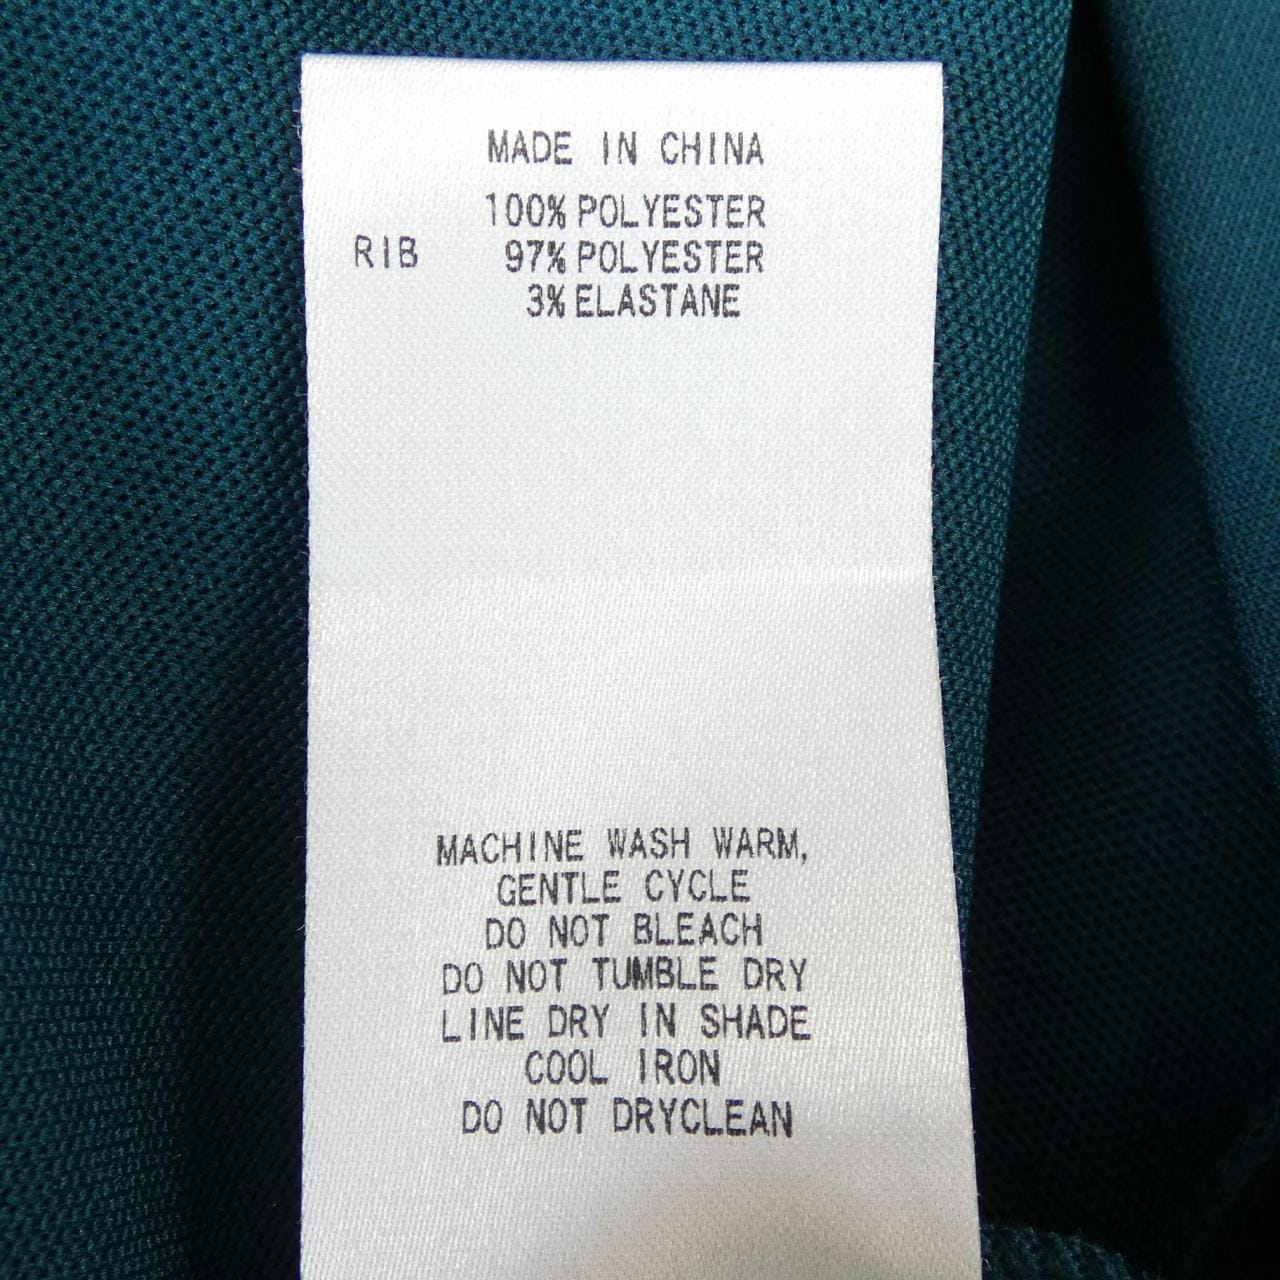 MADE IN CHINA
100% POLYESTER
RIB 97% POLYESTER
3% ELASTANE
MACHINE WASH WARM,
GENTLE CYCLE
DO NOT BLEACH
DO NOT TUMBLE DRY
LINE DRY IN SHADE
COOL IRON
DO NOT DRYCLEAN